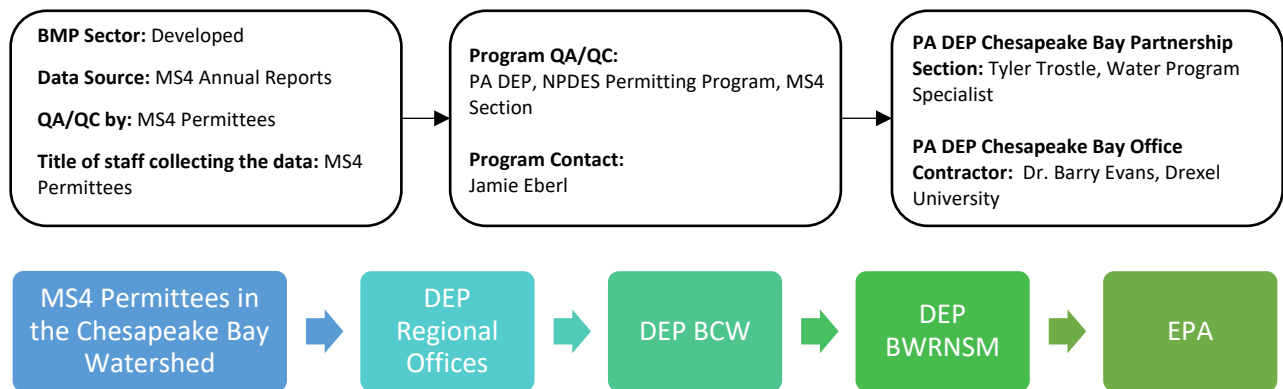 BMP Sector: Developed
Data Source: MS4 Annual Reports
QA/QC by: MS4 Permittees
Title of staff collecting the data: MS4
Permittees
Program QA/QC:
PA DEP, NPDES Permitting Program, MS4
Section
Program Contact:
Jamie Eberl
PA DEP Chesapeake Bay Partnership
Section: Tyler Trostle, Water Program
Specialist
PA DEP Chesapeake Bay Office
Contractor: Dr. Barry Evans, Drexel
University
MS4 Permittees in
the Chesapeake Bay
Watershed
DEP
Regional
Offices
DEP BCW
DEP
BWRNSM
EPA